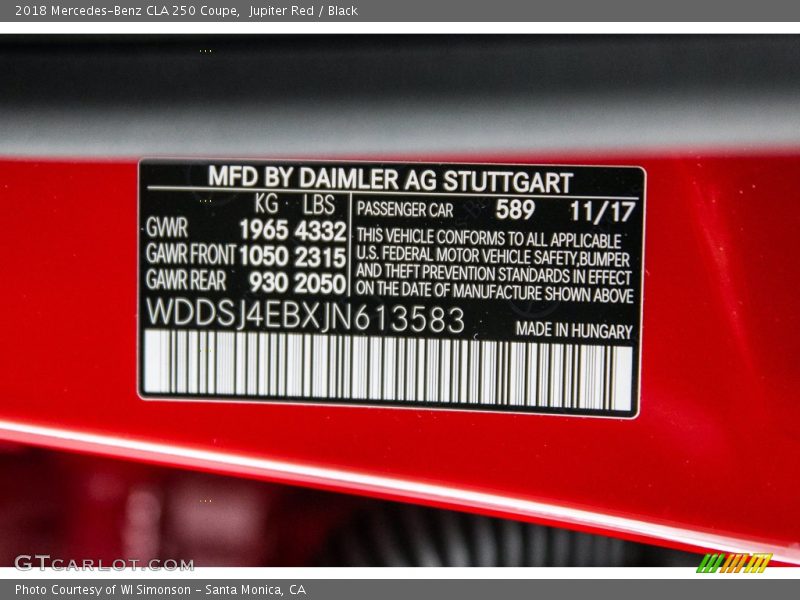 2018 Mercedes-Benz CLA 250 Coupe, Jupiter Red / Black
MFD BY DAIMLER AG STUTTGART
KG LBS
GWR 1965 4332
GAWR FRONT 1050 2315
GAWR REAR 930 2050
PASSENGER CAR 589 11/17
THIS VEHICLE CONFORMS TO ALL APPLICABLE
U.S. FEDERAL MOTOR VEHICLE SAFETY,BUMPER
AND THEFT PREVENTION STANDARDS IN EFFECT
ON THE DATE OF MANUFACTURE SHOWN ABOVE
WDDSJ4EBXJN613583
MADE IN HUNGARY
GTcarlot.com
Photo Courtesy of WI Simonson - Santa Monica, CA